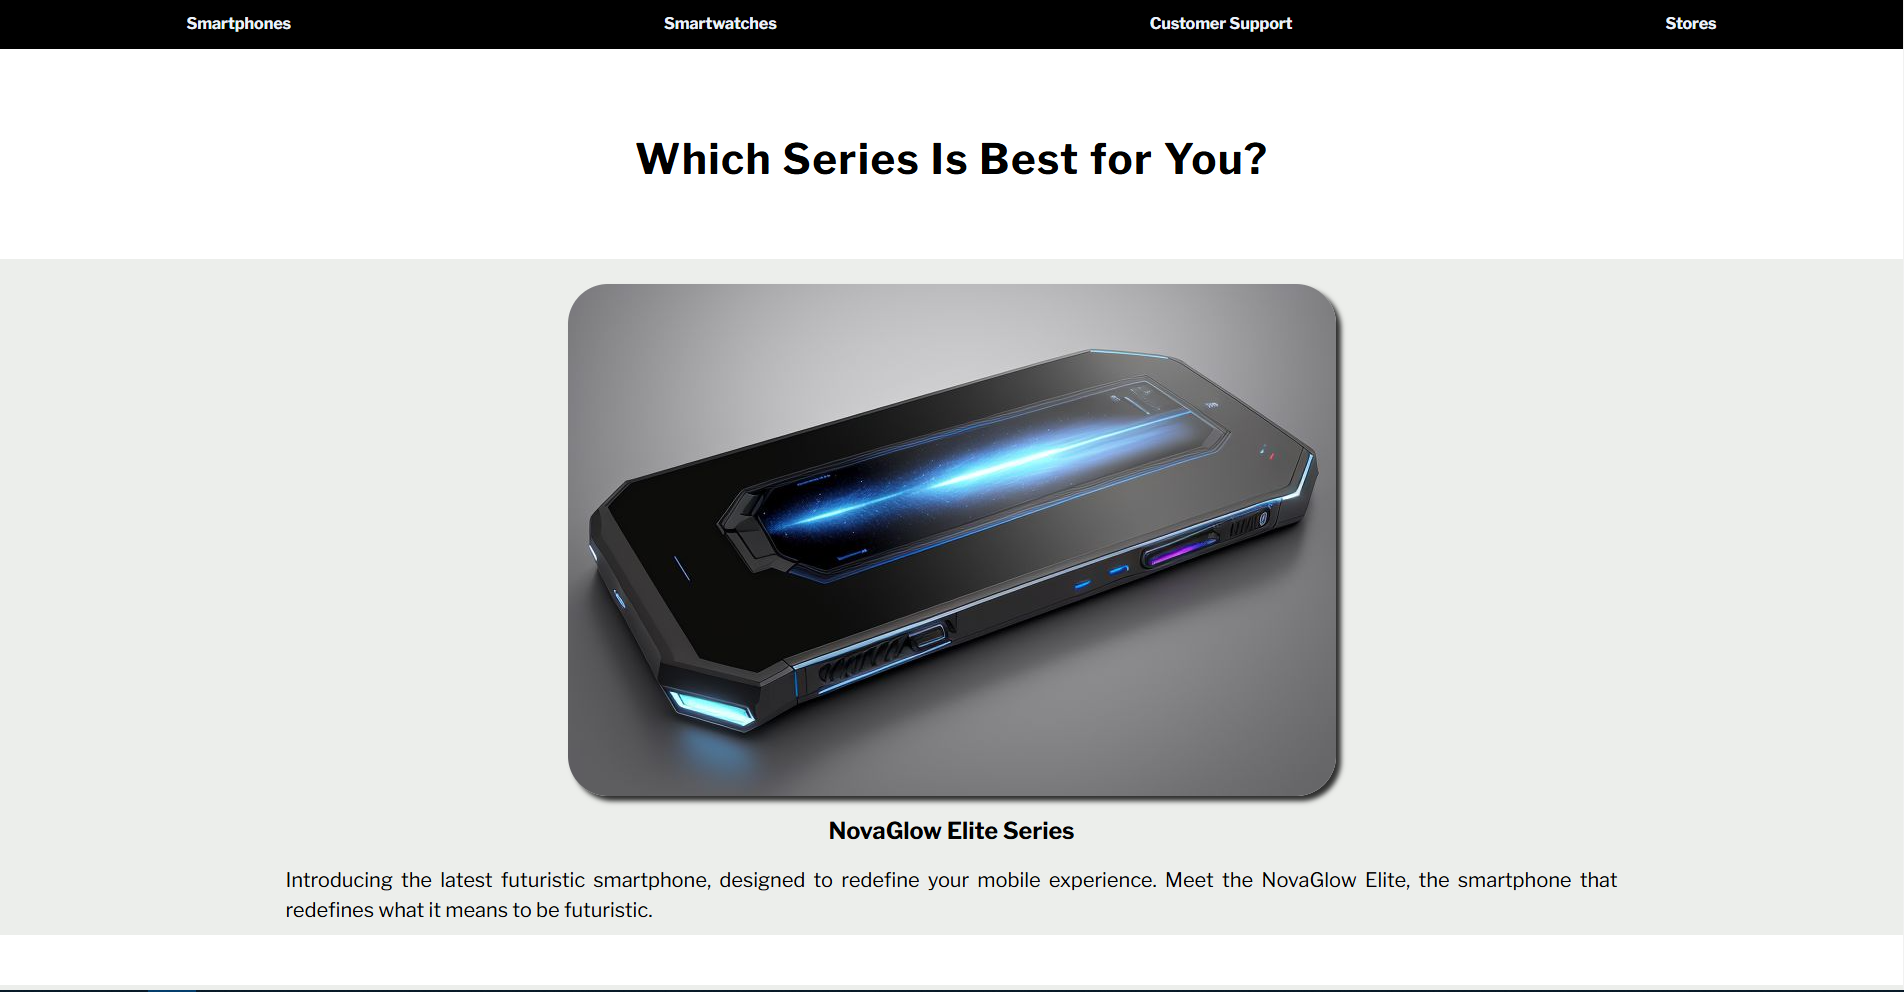 Smartphones Smartwatches Customer Support Stores
Which Series Is Best for You?
NovaGlow Elite Series
Introducing the latest futuristic smartphone, designed to redefine your mobile experience. Meet the NovaGlow Elite, the smartphone that
redefines what it means to be futuristic.